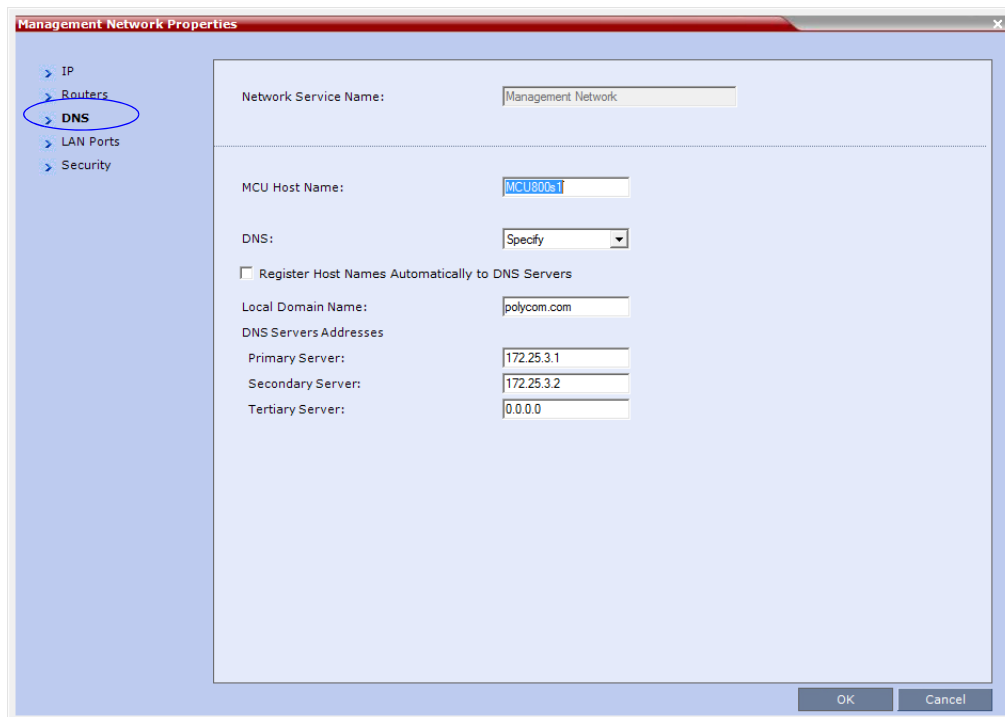 Management Network Properties
IP
Routers
DNS
LAN Ports
Security
Network Service Name: Management Network
MCU Host Name: MCU800s1
DNS: Specify
Register Host Names Automatically to DNS Servers
Local Domain Name: polycom.com
DNS Servers Addresses
Primary Server: 172.25.3.1
Secondary Server: 172.25.3.2
Tertiary Server: 0.0.0.0
OK Cancel